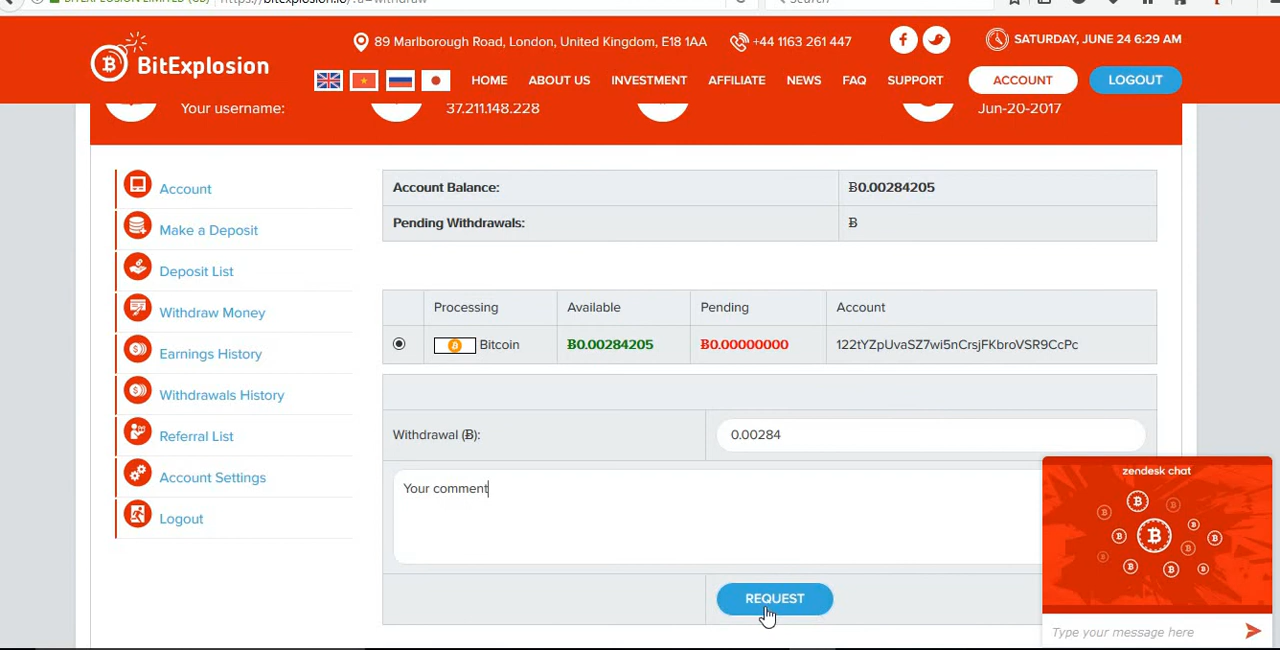 89 Marlborough Road, London, United Kingdom, E18 1AA
+44 1163 261 447
SATURDAY, JUNE 24 6:29 AM
BitExplosion
HOME
ABOUT US
INVESTMENT
AFFILIATE
NEWS
FAQ
SUPPORT
ACCOUNT
LOGOUT
Your username:
37.211.148.228
Jun-20-2017
Account
Make a Deposit
Deposit List
Withdraw Money
Earnings History
Withdrawals History
Referral List
Account Settings
Logout
Account Balance:
Ƀ0.00284205
Pending Withdrawals:
Ƀ
Processing
Available
Pending
Account
Bitcoin
Ƀ0.00284205
Ƀ0.00000000
122tYZpUvaSZ7wi5nCrsjFKbroVSR9CcPc
Withdrawal (Ƀ):
0.00284
Your comment
REQUEST
zendesk chat
Type your message here